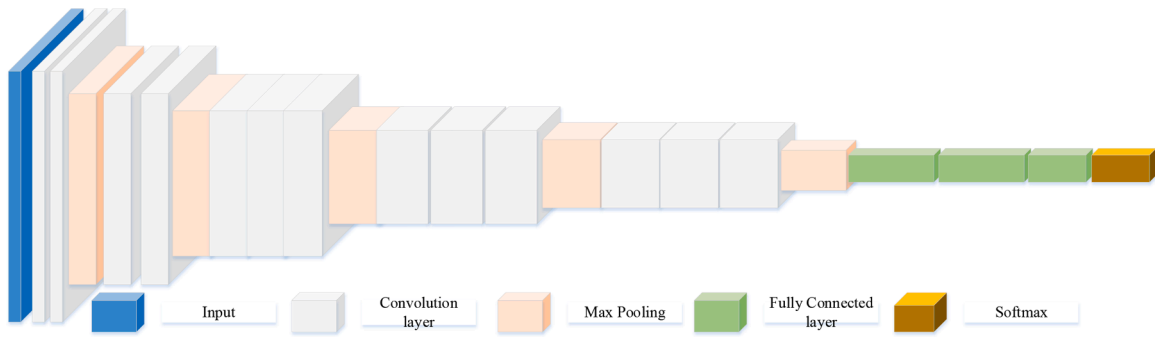 Input
Convolution
layer
Max Pooling
Fully Connected
layer
Softmax